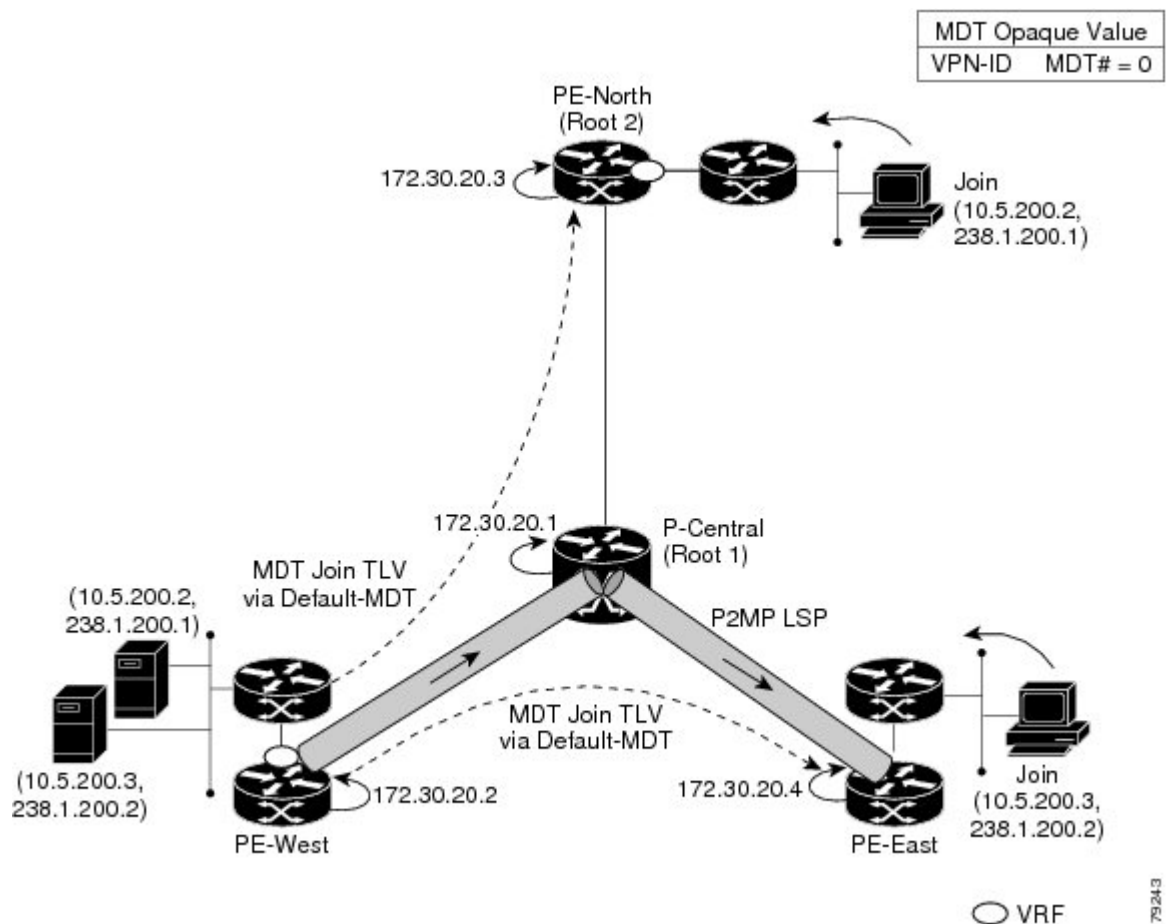 MDT Opaque Value
VPN-ID MDT# = 0
PE-North
(Root 2)
172.30.20.3
Join
(10.5.200.2,
238.1.200.1)
172.30.20.1
P-Central
(Root 1)
MDT Join TLV
via Default-MDT
(10.5.200.2,
238.1.200.1)
P2MP LSP
MDT Join TLV
via Default-MDT
(10.5.200.3,
238.1.200.2)
172.30.20.2
PE-West
172.30.20.4
PE-East
Join
(10.5.200.3,
238.1.200.2)
VRF
79243